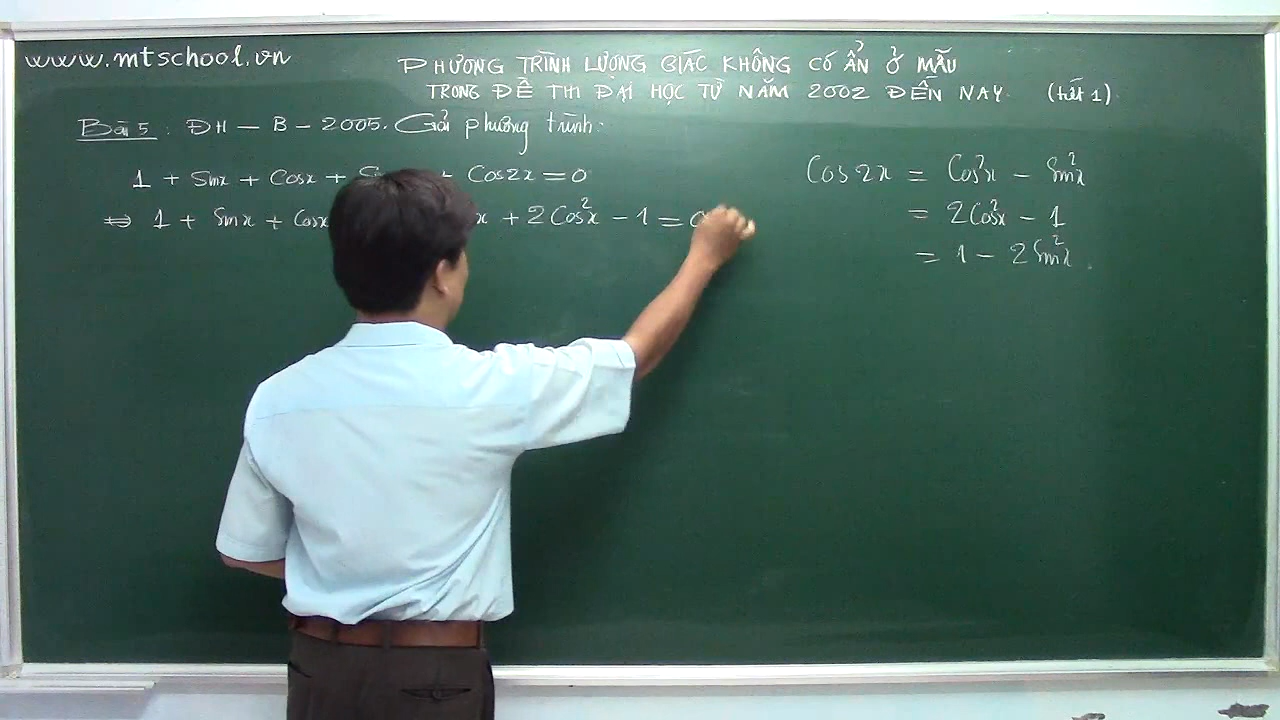 www.mtschool.vn
PHƯƠNG TRÌNH LƯỢNG GIÁC KHÔNG CÓ ẨN Ở MẪU
TRONG ĐỀ THI ĐẠI HỌC TỪ NĂM 2002 ĐẾN NAY (tiết 1)
Bài 5: ĐH - B - 2005. Giải phương trình:
1 + Sinx + Cosx + + Cos2x = 0
⇔ 1 + Sinx + Cosx x + 2Cos²x - 1 = 0
Cos2x = Cos²x - Sin²x
= 2Cos²x - 1
= 1 - 2Sin²x.